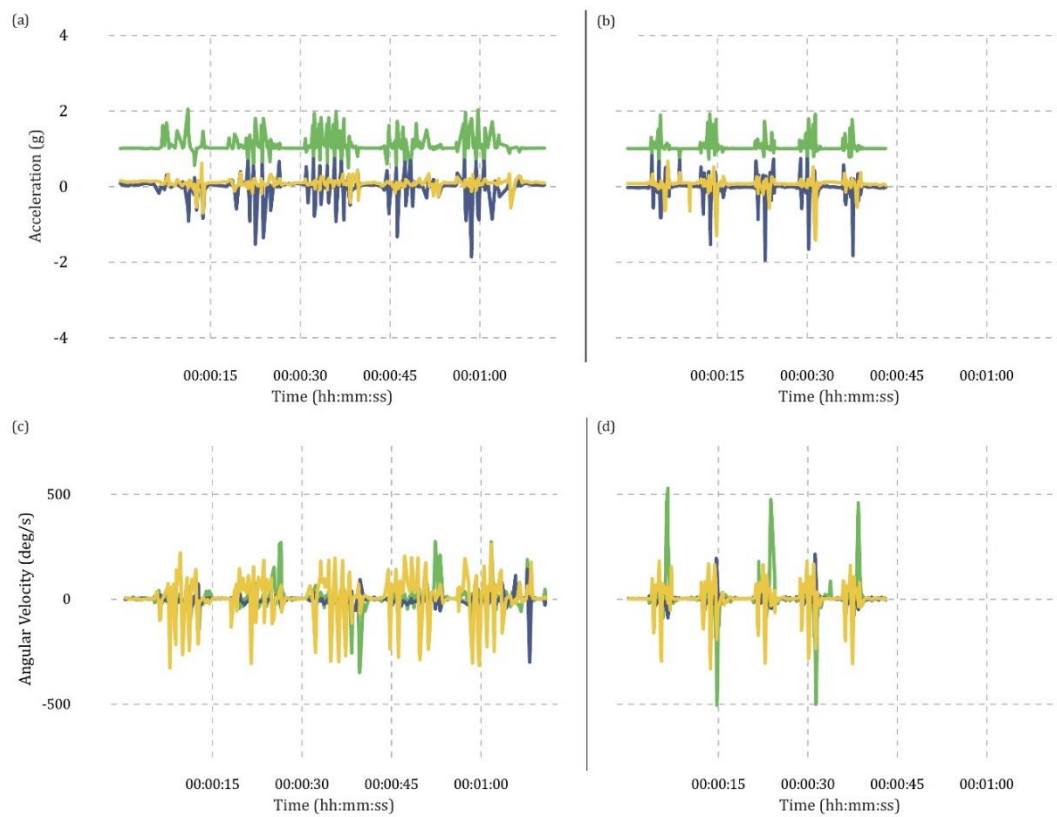 (a) (b)
4
2
0
-2
-4
Acceleration (g)
00:00:15 00:00:30 00:00:45 00:01:00 00:00:15 00:00:30 00:00:45 00:01:00
Time (hh:mm:ss) Time (hh:mm:ss)
(c) (d)
500
0
-500
Angular Velocity (deg/s)
00:00:15 00:00:30 00:00:45 00:01:00 00:00:15 00:00:30 00:00:45 00:01:00
Time (hh:mm:ss) Time (hh:mm:ss)